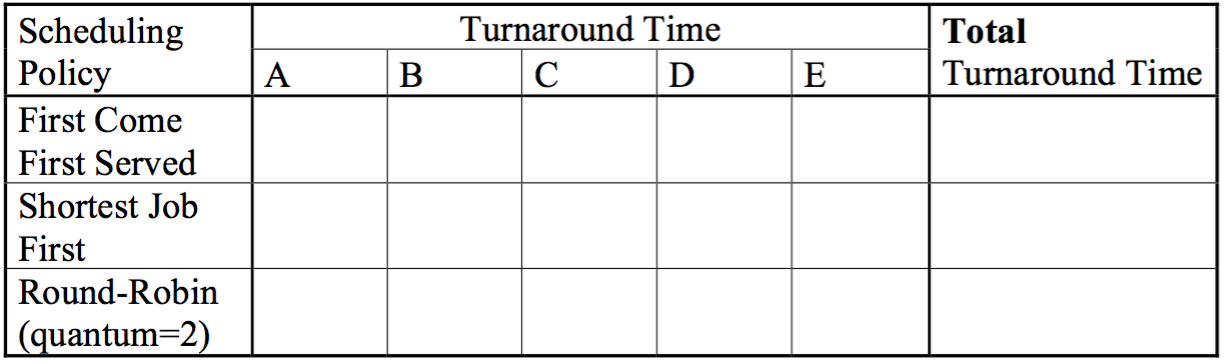 Scheduling Policy
Turnaround Time
Total Turnaround Time
A B C D E
First Come
First Served
Shortest Job
First
Round-Robin
(quantum=2)